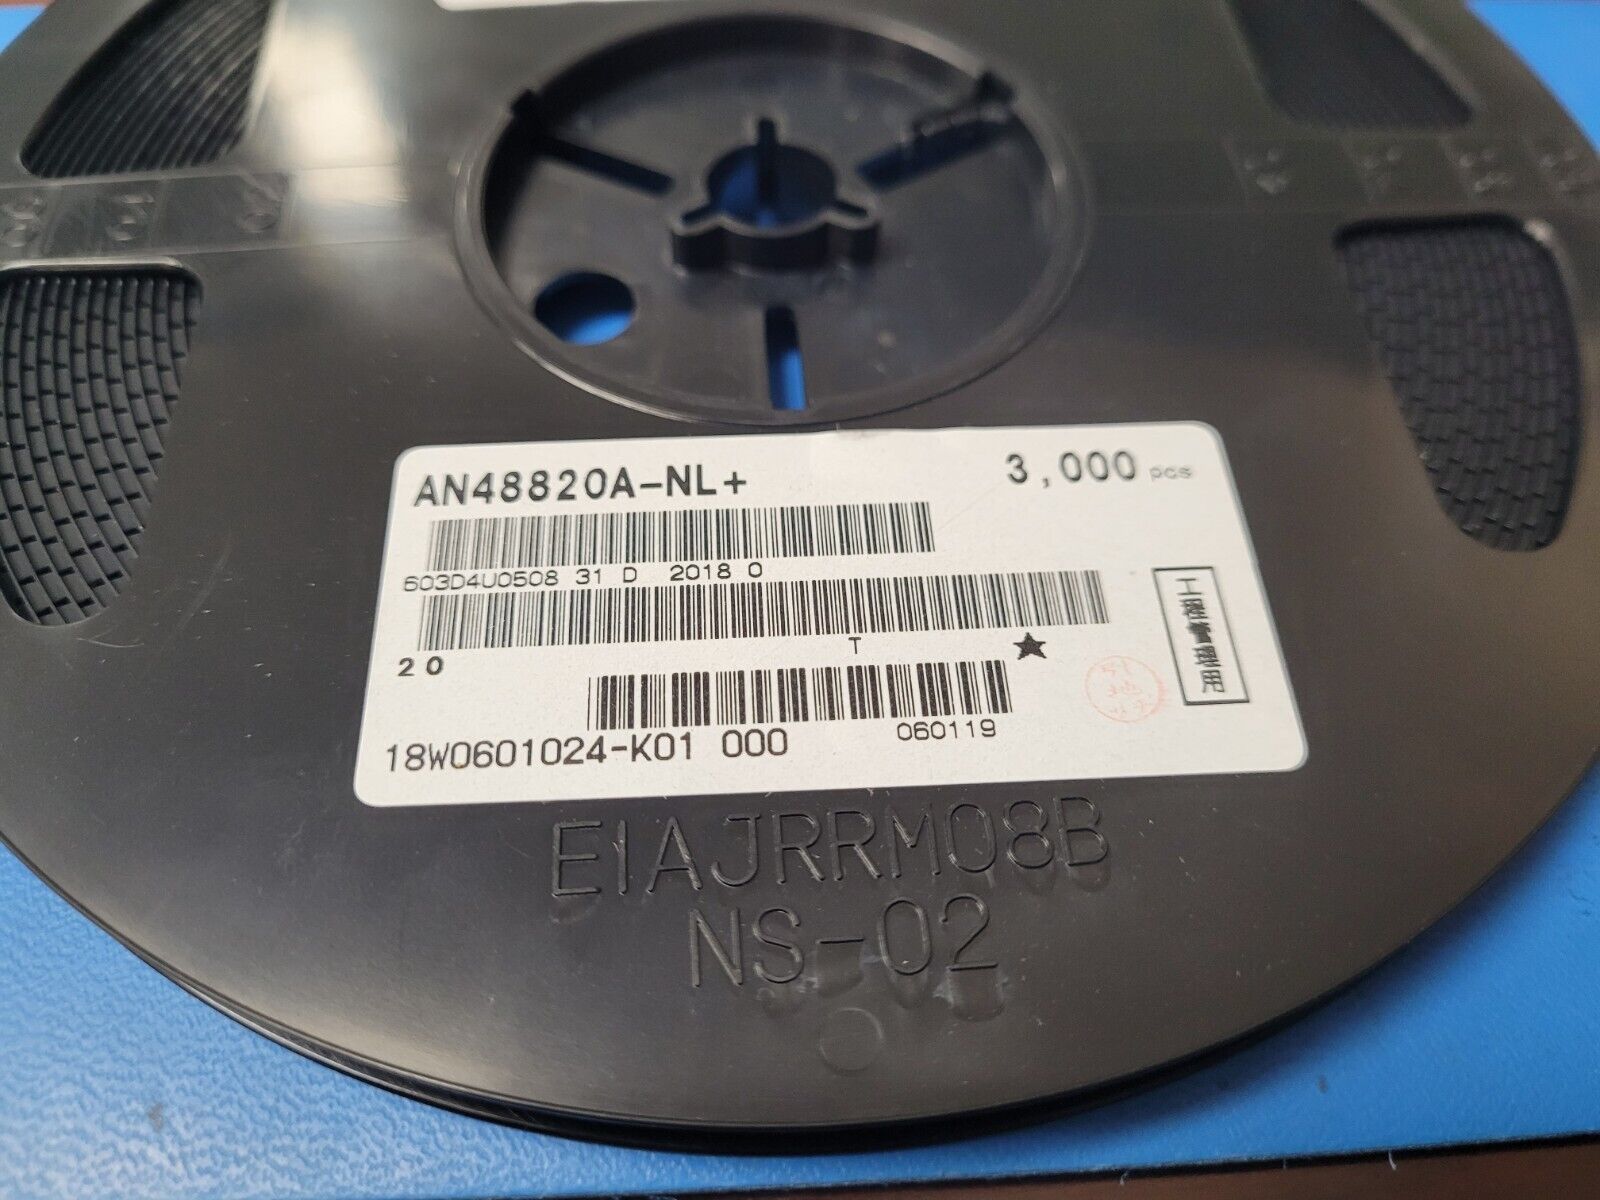 AN48820A-NL+ 3,000 pcs
603D4U0508 31 D 2018 0
20 T ★
工程管理用
18W0601024-K01 000 060119
EIAJRRM08B
NS-02